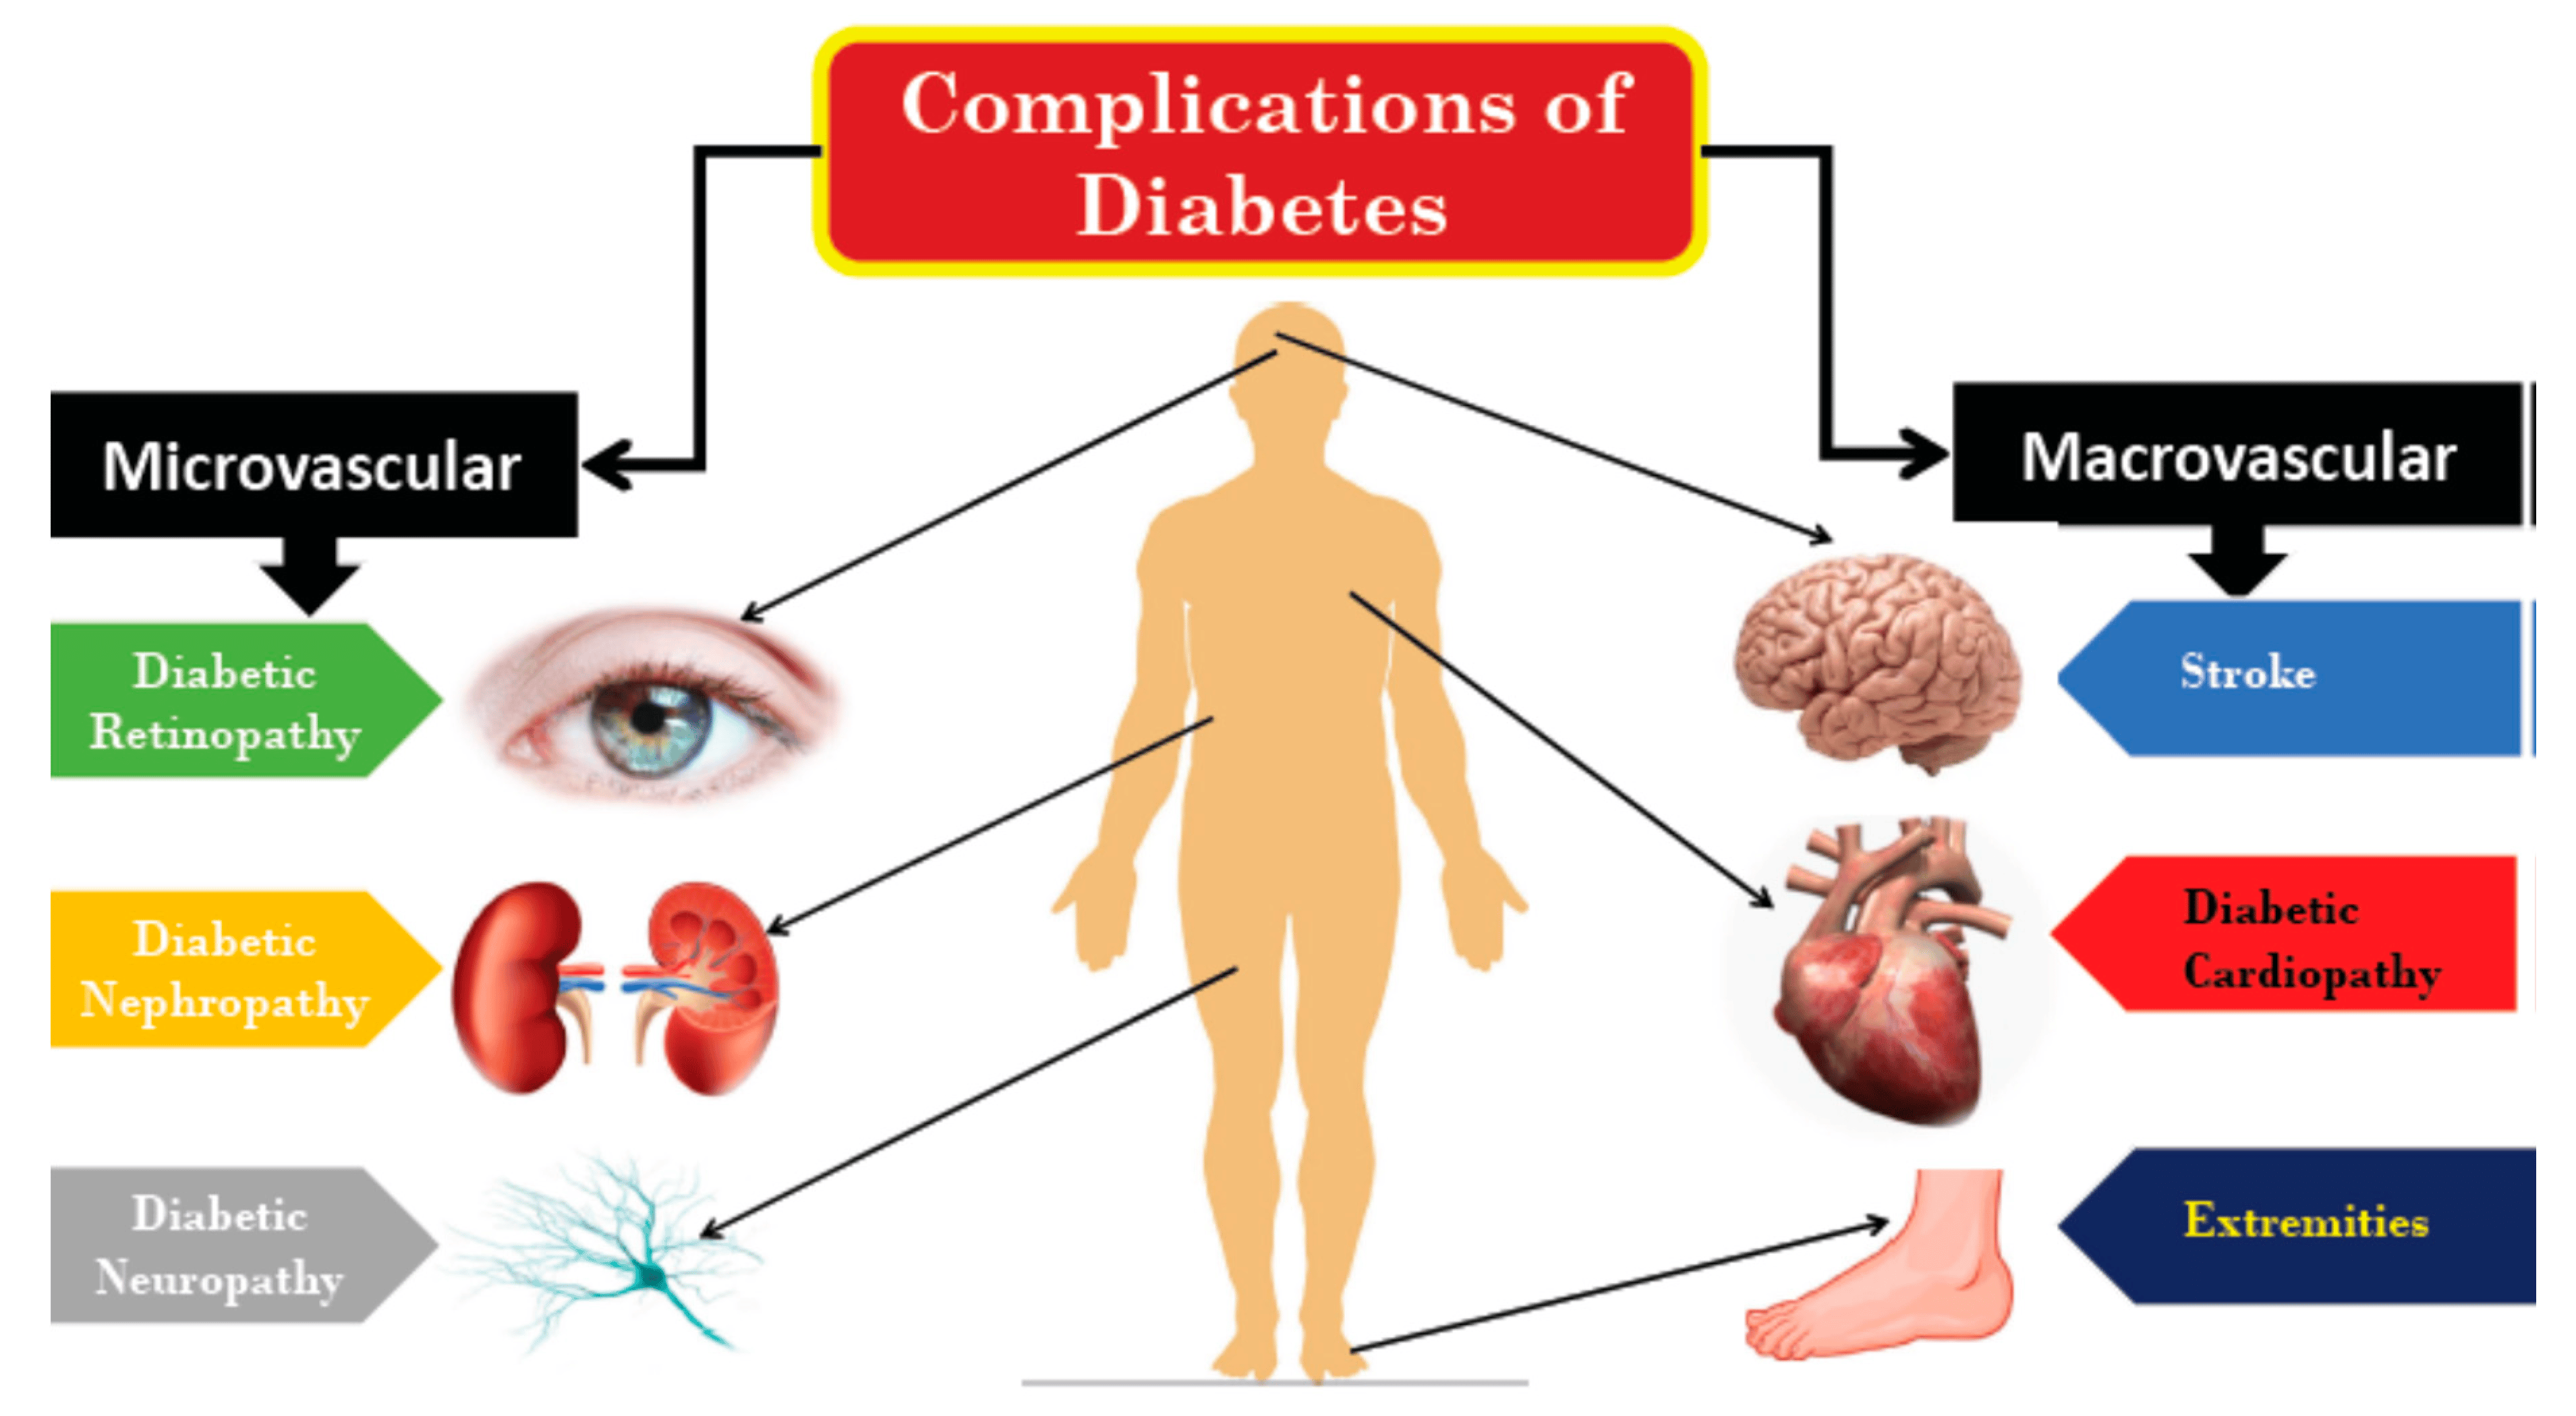 Complications of
Diabetes
Microvascular
Macrovascular
Diabetic
Retinopathy
Stroke
Diabetic
Nephropathy
Diabetic
Cardiopathy
Diabetic
Neuropathy
Extremities